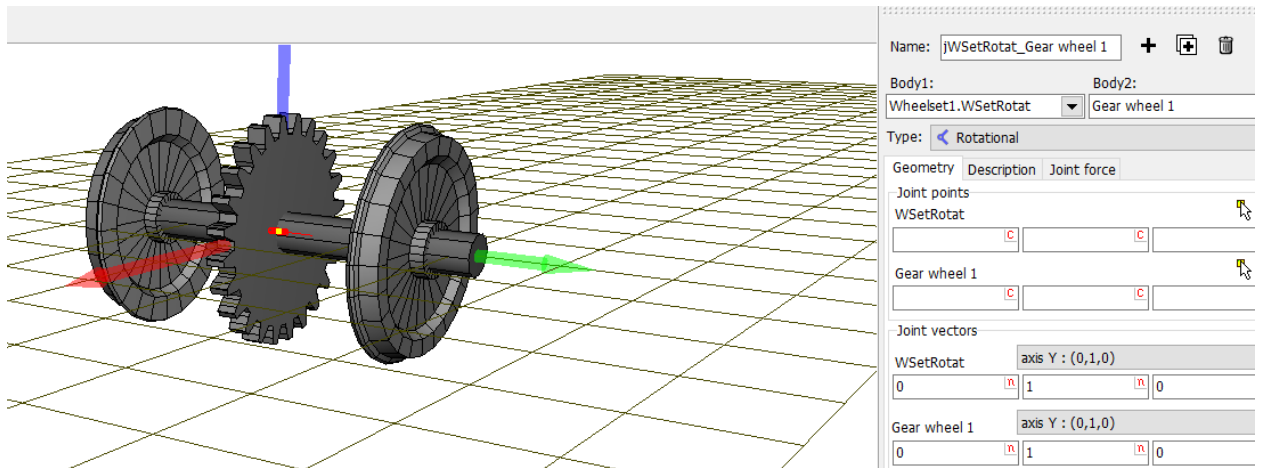 Name: jWSetRotat_Gear wheel 1
Body1: Body2:
Wheelset1.WSetRotat Gear wheel 1
Type: Rotational
Geometry Description Joint force
Joint points
WSetRotat
C C
Gear wheel 1
C C
Joint vectors
WSetRotat axis Y : (0,1,0)
0 n 1 n 0
Gear wheel 1 axis Y : (0,1,0)
0 n 1 n 0